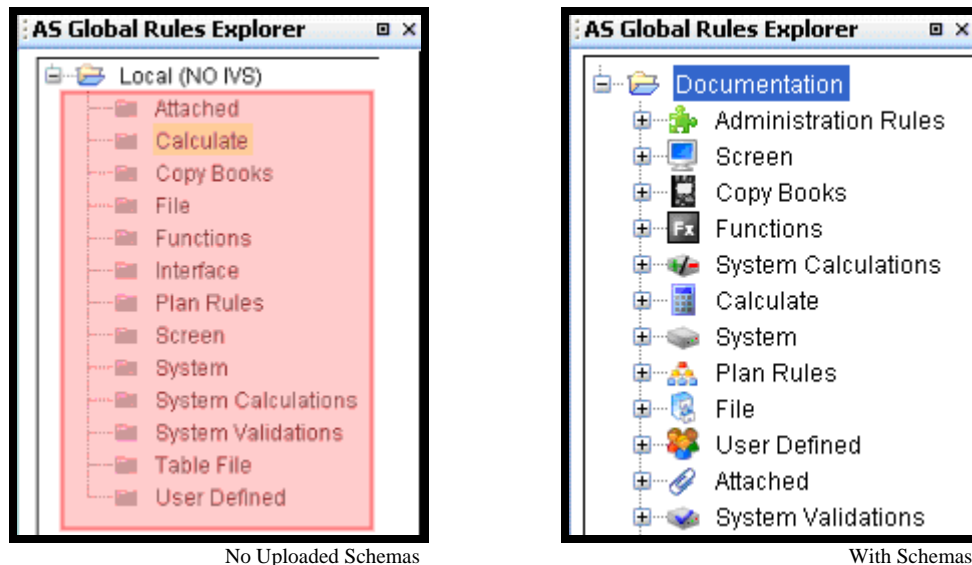 AS Global Rules Explorer
Local (NO IVS)
Attached
Calculate
Copy Books
File
Functions
Interface
Plan Rules
Screen
System
System Calculations
System Validations
Table File
User Defined
No Uploaded Schemas
AS Global Rules Explorer
Documentation
Administration Rules
Screen
Copy Books
Fx Functions
System Calculations
Calculate
System
Plan Rules
File
User Defined
Attached
System Validations
With Schemas